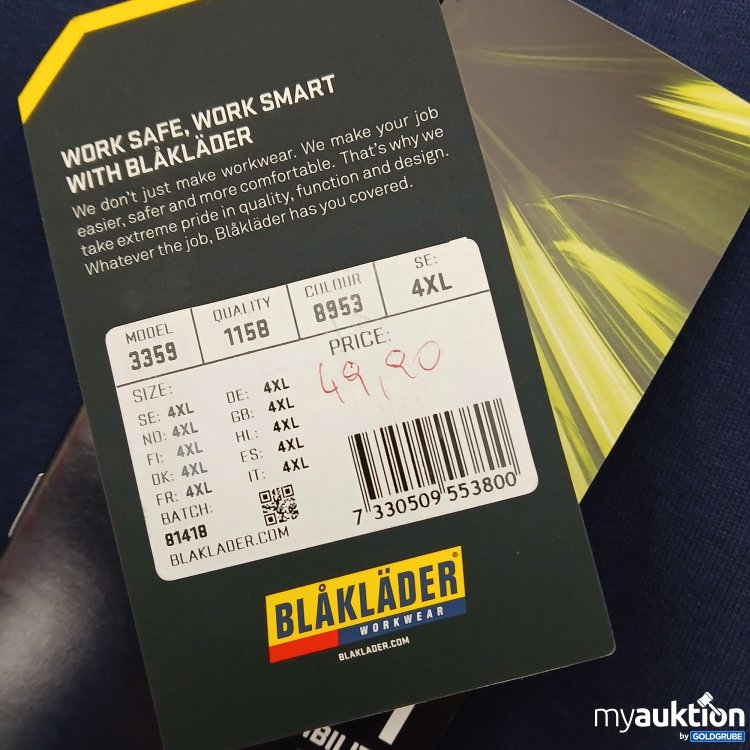 WORK SAFE, WORK SMART
WITH BLÅKLÄDER
We don't just make workwear. We make your job
easier, safer and more comfortable. That's why we
take extreme pride in quality, function and design.
Whatever the job, Blåkläder has you covered.
MODEL QUALITY COLOUR SE:
3359 1158 8953 4XL
SIZE: PRICE:
49,90
SE: 4XL DE: 4XL
NO: 4XL GB: 4XL
FI: 4XL HL: 4XL
DK: 4XL ES: 4XL
FR: 4XL IT: 4XL
BATCH:
81418
BLAKLADER.COM
7 330509 553800
BLÅKLÄDER®
WORKWEAR
BLAKLADER.COM
myauktion
by GOLDGRUBE